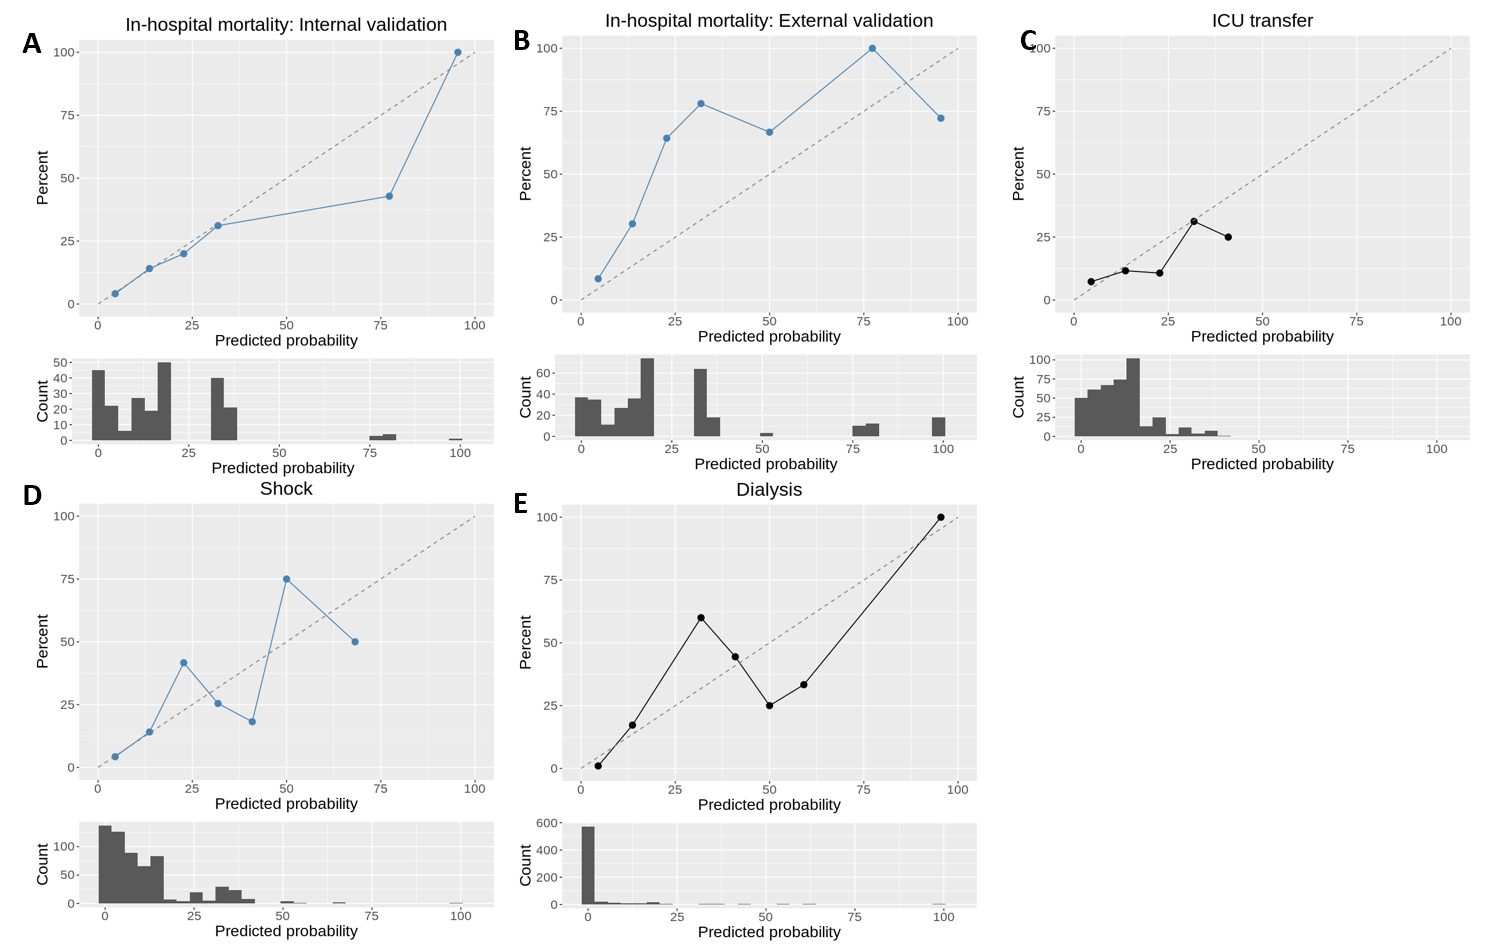 A
In-hospital mortality: Internal validation
Percent
100
75
50
25
0
0 25 50 75 100
Predicted probability
Count
50
40
30
20
10
0
0 25 50 75 100
Predicted probability
B
In-hospital mortality: External validation
Percent
100
75
50
25
0
0 25 50 75 100
Predicted probability
Count
60
40
20
0
0 25 50 75 100
Predicted probability
C
ICU transfer
Percent
100
75
50
25
0
0 25 50 75 100
Predicted probability
Count
100
75
50
25
0
0 25 50 75 100
Predicted probability
D
Shock
Percent
100
75
50
25
0
0 25 50 75 100
Predicted probability
Count
100
50
0
0 25 50 75 100
Predicted probability
E
Dialysis
Percent
100
75
50
25
0
0 25 50 75 100
Predicted probability
Count
600
400
200
0
0 25 50 75 100
Predicted probability